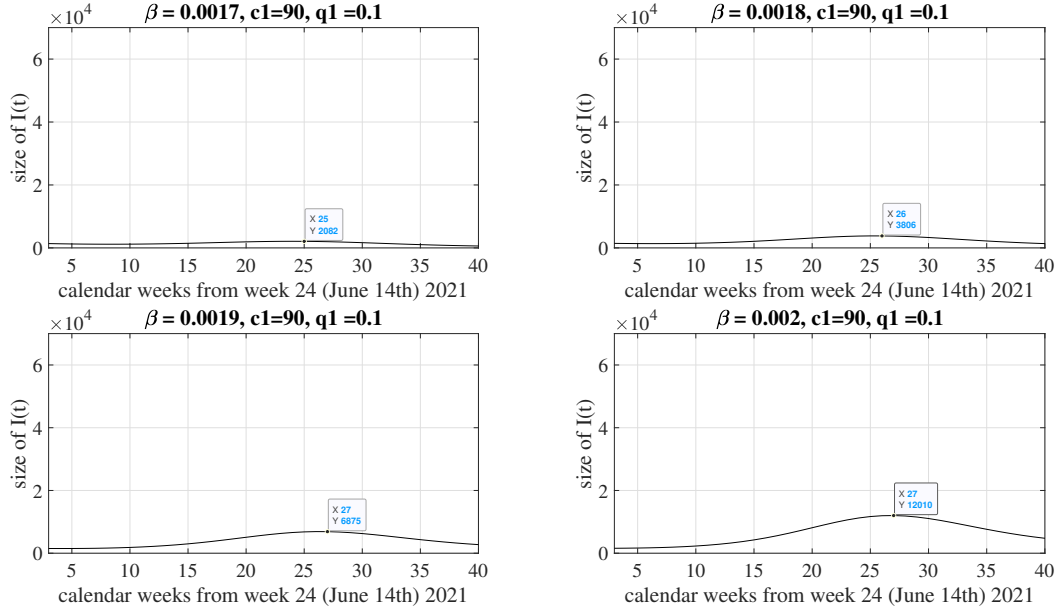 β = 0.0017, c1=90, q1 =0.1
×10⁴
6
4
2
0
size of I(t)
X 25
Y 2082
5 10 15 20 25 30 35 40
calendar weeks from week 24 (June 14th) 2021
β = 0.0018, c1=90, q1 =0.1
×10⁴
6
4
2
0
size of I(t)
X 26
Y 3806
5 10 15 20 25 30 35 40
calendar weeks from week 24 (June 14th) 2021
β = 0.0019, c1=90, q1 =0.1
×10⁴
6
4
2
0
size of I(t)
X 27
Y 6875
5 10 15 20 25 30 35 40
calendar weeks from week 24 (June 14th) 2021
β = 0.002, c1=90, q1 =0.1
×10⁴
6
4
2
0
size of I(t)
X 27
Y 12010
5 10 15 20 25 30 35 40
calendar weeks from week 24 (June 14th) 2021